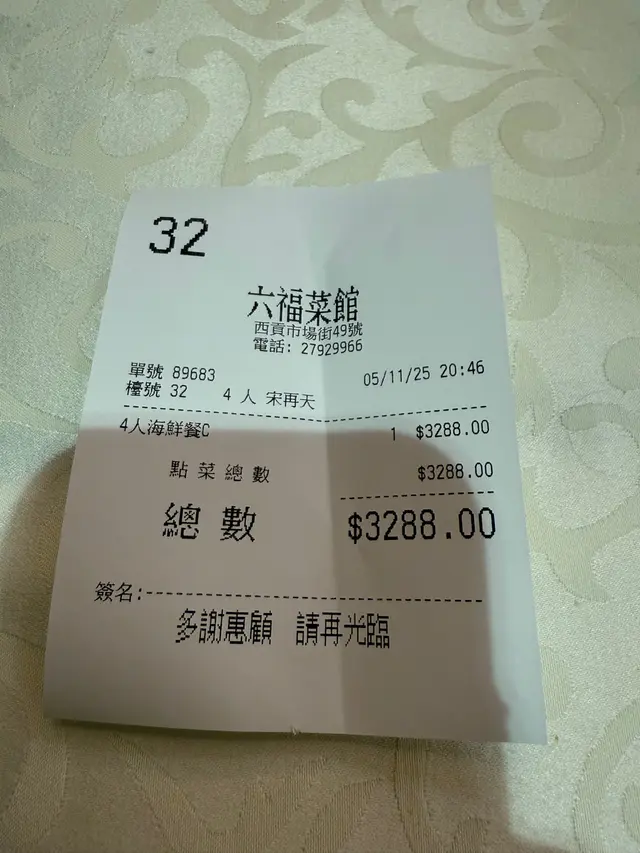 32
六福菜館
西貢市場街49號
電話: 27929966
單號 89683 05/11/25 20:46
檯號 32 4 人 宋再天
4人海鮮餐C 1 $3288.00
點菜總數 $3288.00
總數 $3288.00
簽名:
多謝惠顧 請再光臨